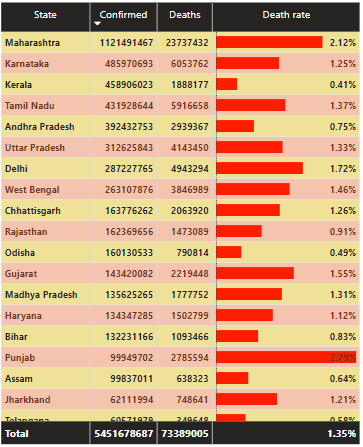 State Confirmed Deaths Death rate
Maharashtra 1121491467 23737432 2.12%
Karnataka 485970693 6053762 1.25%
Kerala 458906023 1888177 0.41%
Tamil Nadu 431928644 5916658 1.37%
Andhra Pradesh 392432753 2939367 0.75%
Uttar Pradesh 312625843 4143450 1.33%
Delhi 287227765 4943294 1.72%
West Bengal 263107876 3846989 1.46%
Chhattisgarh 163776262 2063920 1.26%
Rajasthan 162369656 1473089 0.91%
Odisha 160130533 790814 0.49%
Gujarat 143420082 2219448 1.55%
Madhya Pradesh 135625265 1777752 1.31%
Haryana 134347285 1502799 1.12%
Bihar 132231166 1093466 0.83%
Punjab 99949702 2785594 2.79%
Assam 99837011 638323 0.64%
Jharkhand 62111994 748641 1.21%
Telangana 60571979 349648 0.58%
Total 5451678687 73389005 1.35%